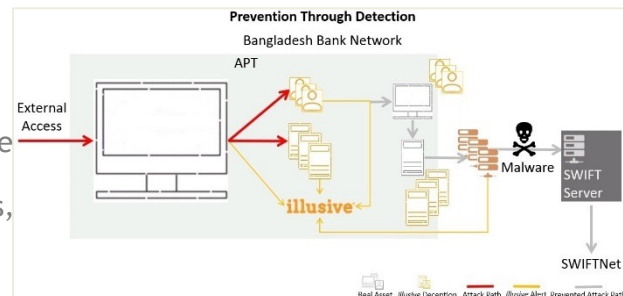 Prevention Through Detection
Bangladesh Bank Network
APT
External
Access
e
s,
illusive
Malware
SWIFT
Server
SWIFTNet
Real Asset Illusive Deception Attack Path Illusive Alert Prevented Attack Path